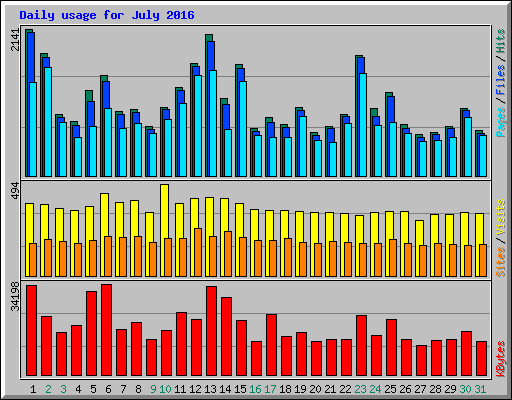 Daily usage for July 2016
2141
Pages / Files / Hits
494
Sites / Visits
34198
KBytes
1 2 3 4 5 6 7 8 9 10 11 12 13 14 15 16 17 18 19 20 21 22 23 24 25 26 27 28 29 30 31